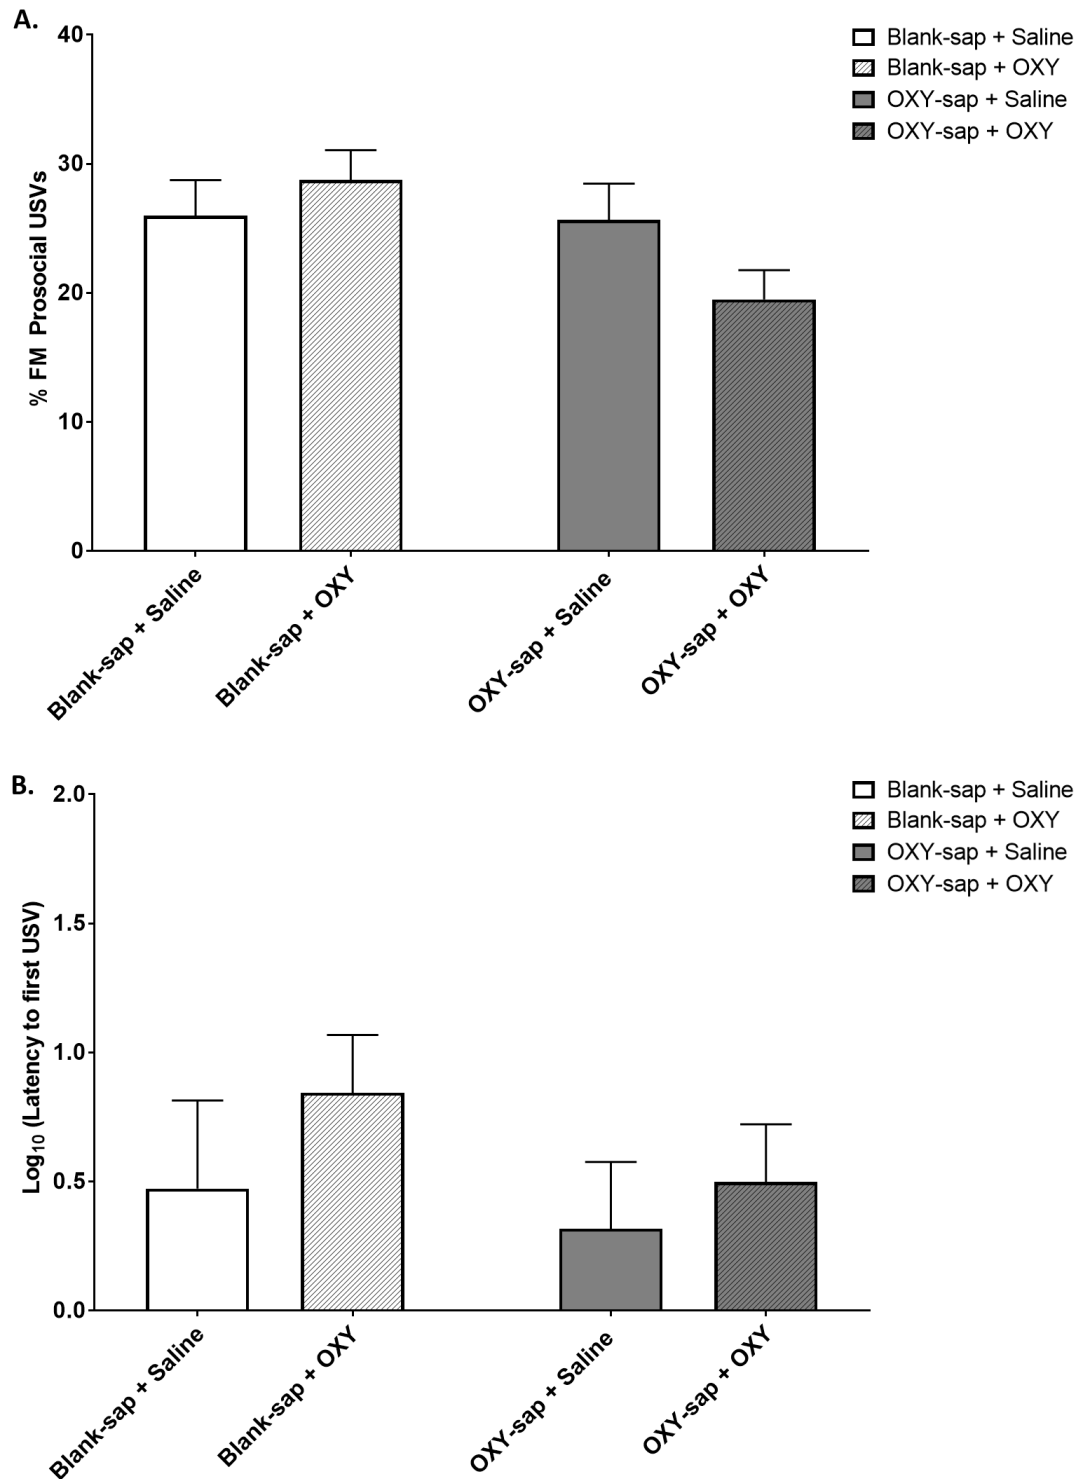 A.
40
30
20
10
0
% FM Prosocial USVs
Blank-sap + Saline
Blank-sap + OXY
OXY-sap + Saline
OXY-sap + OXY
Blank-sap + Saline
Blank-sap + OXY
OXY-sap + Saline
OXY-sap + OXY
B.
2.0
1.5
1.0
0.5
0.0
Log10 (Latency to first USV)
Blank-sap + Saline
Blank-sap + OXY
OXY-sap + Saline
OXY-sap + OXY
Blank-sap + Saline
Blank-sap + OXY
OXY-sap + Saline
OXY-sap + OXY